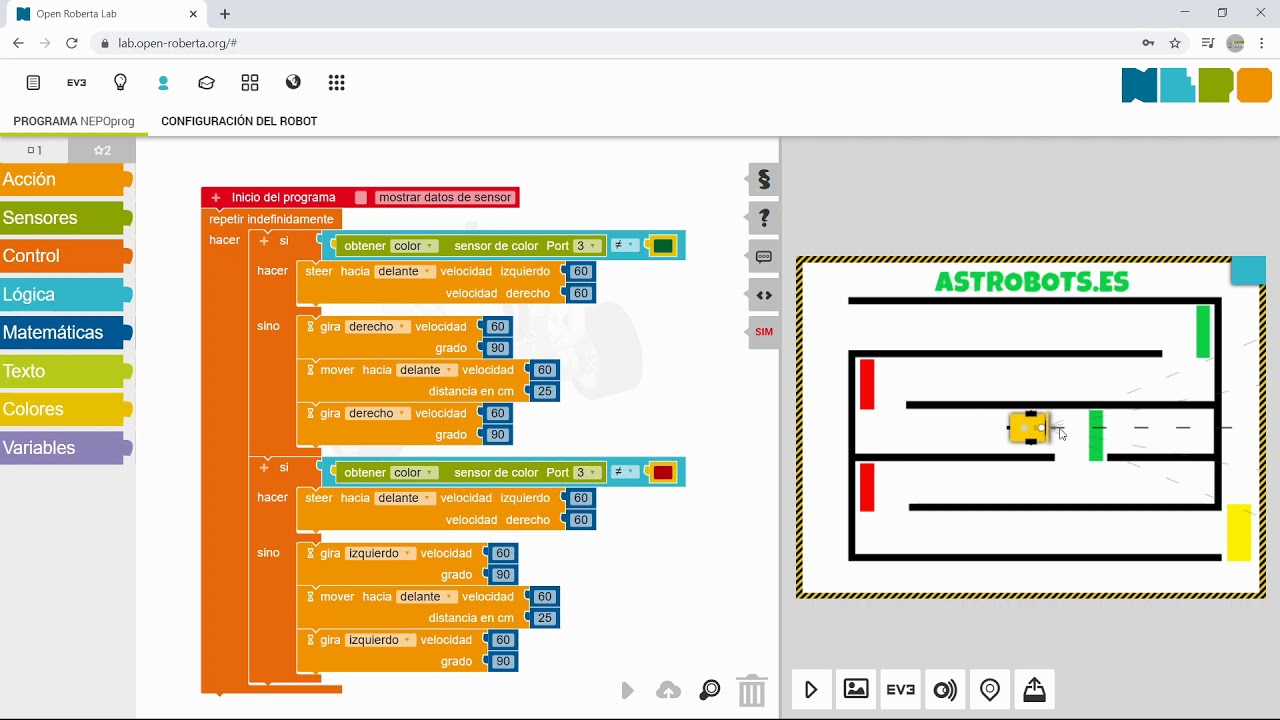 Open Roberta Lab
lab.open-roberta.org/#
EV3
PROGRAMA NEPOprog
CONFIGURACIÓN DEL ROBOT
1
2
Acción
Sensores
Control
Lógica
Matemáticas
Texto
Colores
Variables
+ Inicio del programa mostrar datos de sensor
repetir indefinidamente
hacer + si obtener color sensor de color Port 3 ≠
hacer steer hacia delante velocidad izquierdo 60
velocidad derecho 60
sino gira derecho velocidad 60
grado 90
mover hacia delante velocidad 60
distancia en cm 25
gira derecho velocidad 60
grado 90
+ si obtener color sensor de color Port 3 ≠
hacer steer hacia delante velocidad izquierdo 60
velocidad derecho 60
sino gira izquierdo velocidad 60
grado 90
mover hacia delante velocidad 60
distancia en cm 25
gira izquierdo velocidad 60
grado 90
?
SIM
ASTROBOTS.ES
EV3